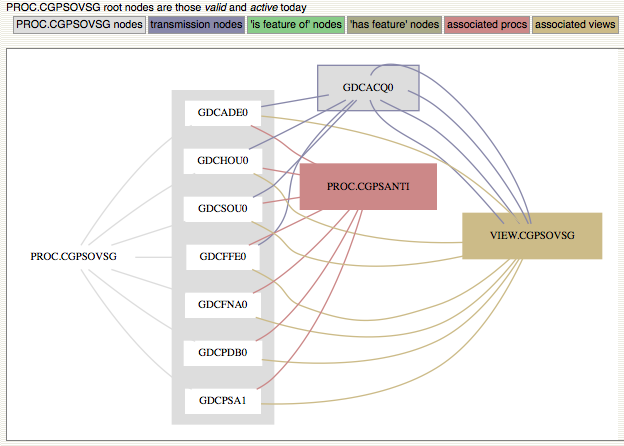 PROC.CGPSOVSG root nodes are those valid and active today
PROC.CGPSOVSG nodes transmission nodes 'is feature of' nodes 'has feature' nodes associated procs associated views
GDCACQ0
GDCADE0
GDCHOU0
PROC.CGPSANTI
GDCSOU0
VIEW.CGPSOVSG
PROC.CGPSOVSG
GDCFFE0
GDCFNA0
GDCPDB0
GDCPSA1